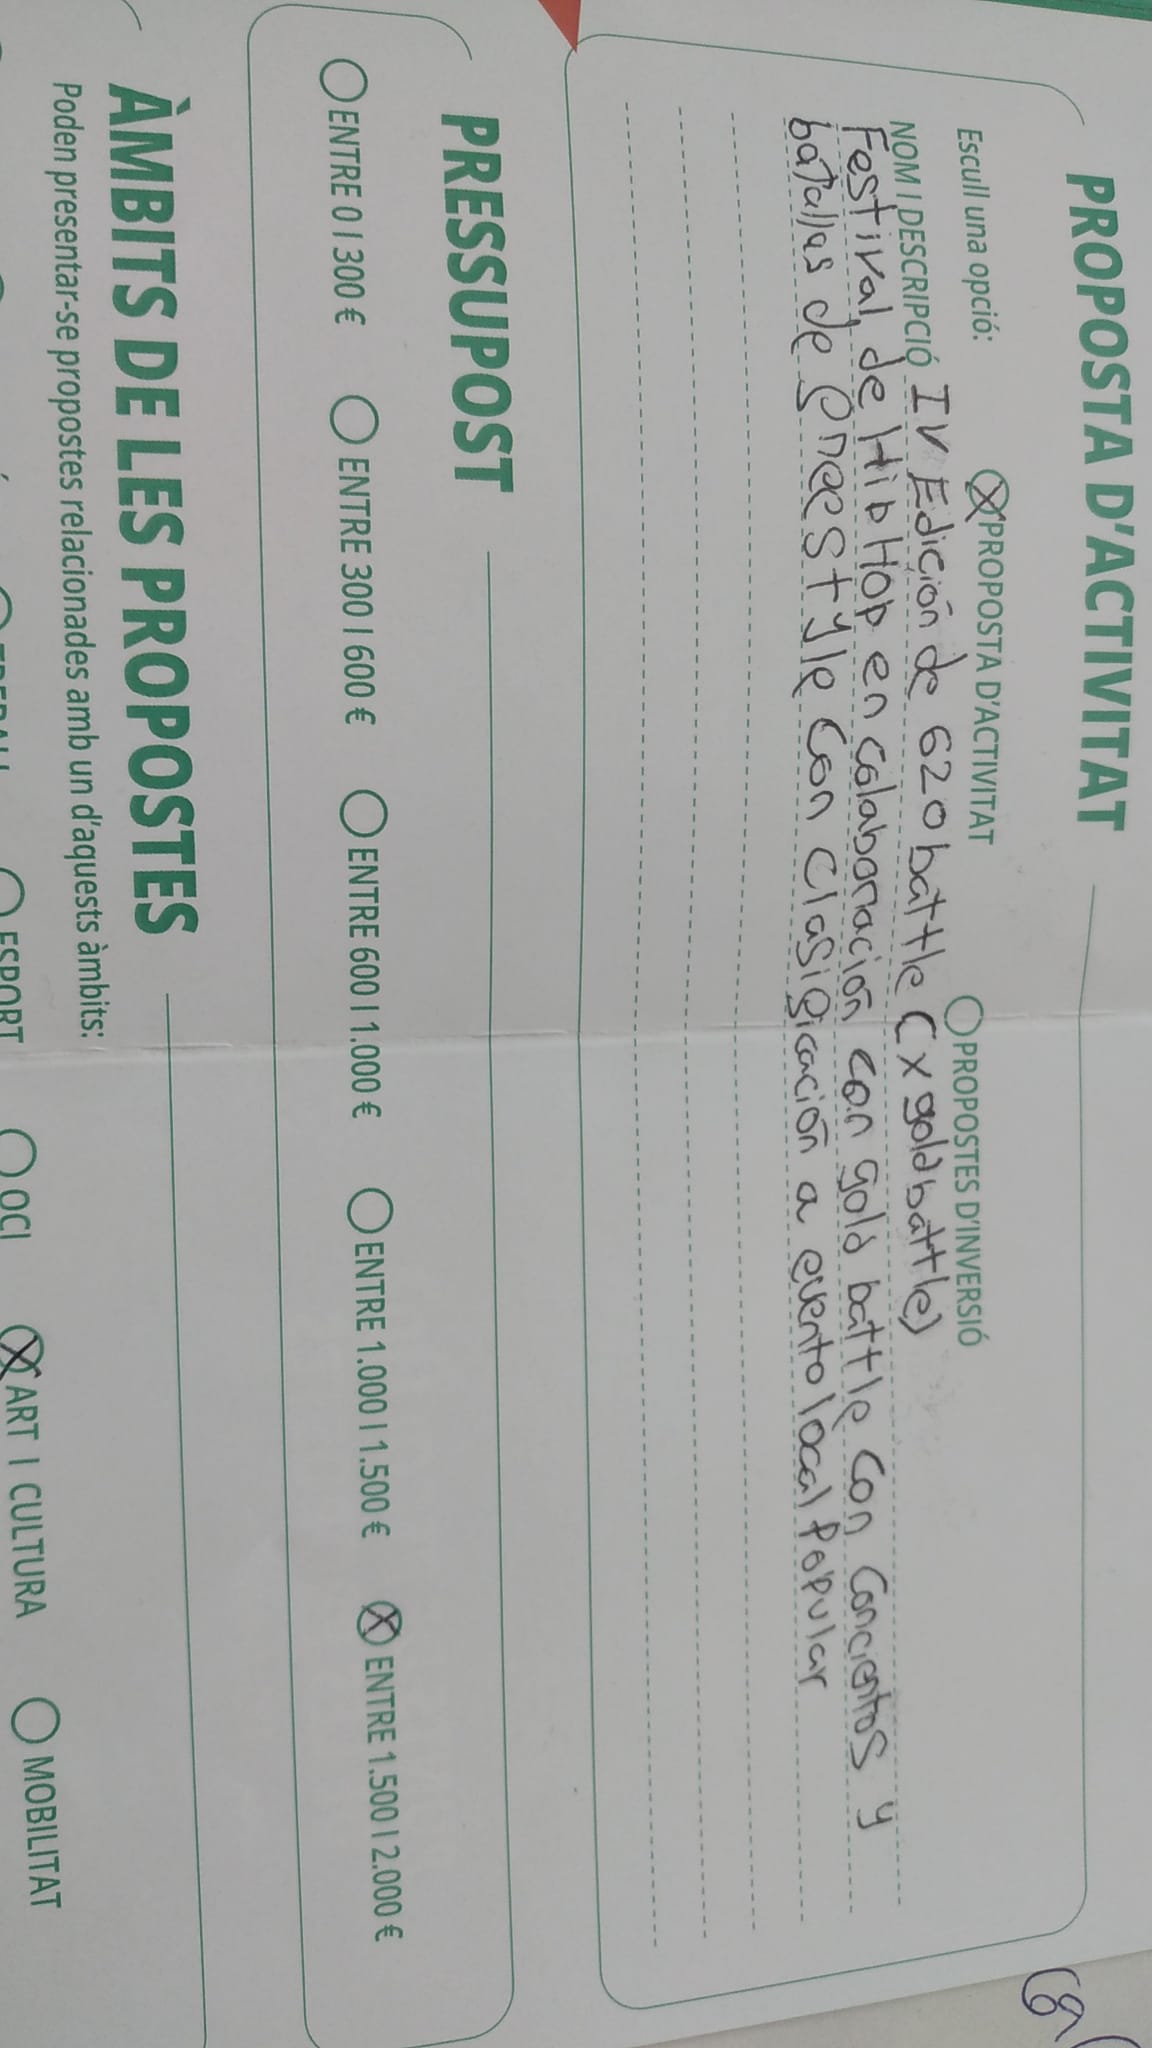 PROPOSTA D'ACTIVITAT
Escull una opció:
PROPOSTA D'ACTIVITAT
PROPOSTES D'INVERSIÓ
NOM I DESCRIPCIÓ IV Edición de 620 battle (x gold battle)
Festival de Hip Hop en colaboración con gold battle con concientos y
batallas de freestyle con clasificación a evento local Popular
PRESSUPOST
ENTRE 0 I 300 €
ENTRE 300 I 600 €
ENTRE 600 I 1.000 €
ENTRE 1.000 I 1.500 €
ENTRE 1.500 I 2.000 €
ÀMBITS DE LES PROPOSTES
Poden presentar-se propostes relacionades amb un d'aquests àmbits:
ESPORT
OCI
ART I CULTURA
MOBILITAT